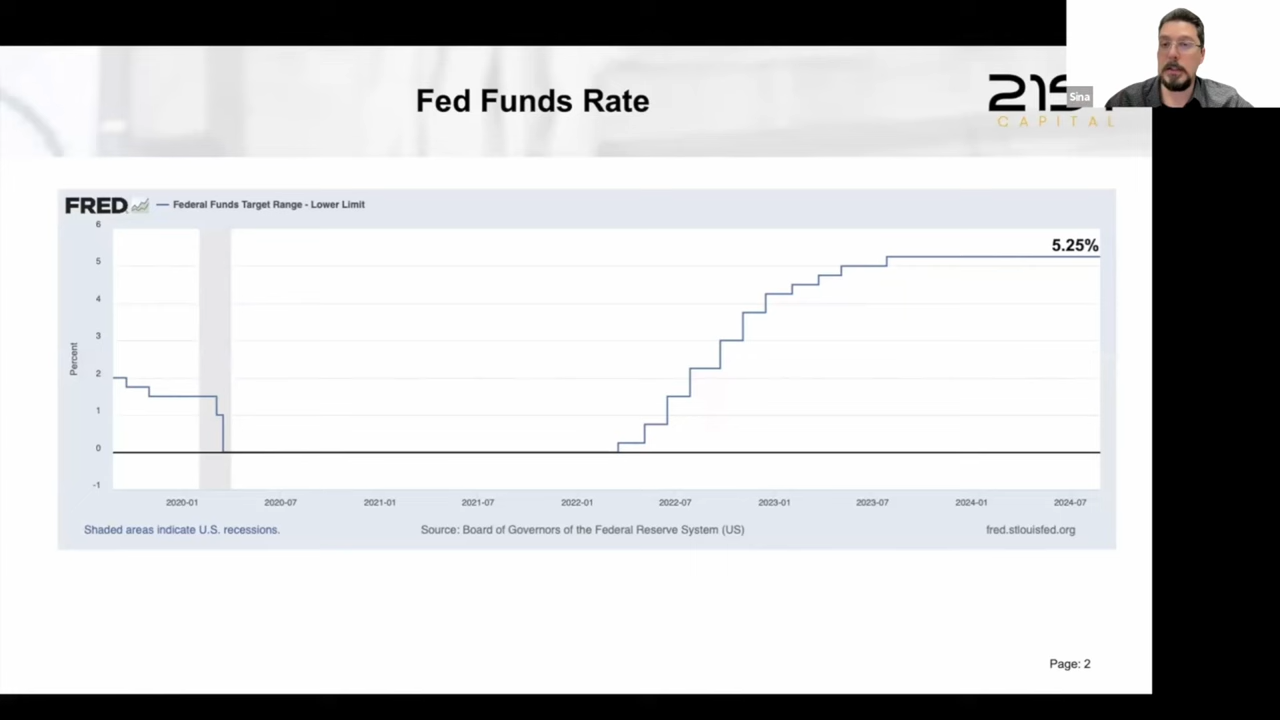 Fed Funds Rate
CAPITAL
Sina
FRED
Federal Funds Target Range - Lower Limit
6
5
4
3
2
1
0
-1
Percent
5.25%
2020-01 2020-07 2021-01 2021-07 2022-01 2022-07 2023-01 2023-07 2024-01 2024-07
Shaded areas indicate U.S. recessions. Source: Board of Governors of the Federal Reserve System (US) fred.stlouisfed.org
Page: 2